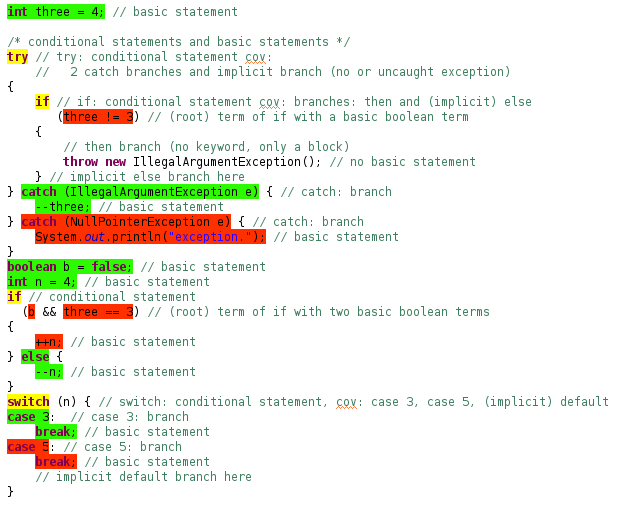 int three = 4; // basic statement
/* conditional statements and basic statements */
try // try: conditional statement cov:
//   2 catch branches and implicit branch (no or uncaught exception)
{
if // if: conditional statement cov: branches: then and (implicit) else
(three != 3) // (root) term of if with a basic boolean term
{
// then branch (no keyword, only a block)
throw new IllegalArgumentException(); // no basic statement
} // implicit else branch here
} catch (IllegalArgumentException e) { // catch: branch
--three; // basic statement
} catch (NullPointerException e) { // catch: branch
System.out.println("exception."); // basic statement
}
boolean b = false; // basic statement
int n = 4; // basic statement
if // conditional statement
(b && three == 3) // (root) term of if with two basic boolean terms
{
++n; // basic statement
} else {
--n; // basic statement
}
switch (n) { // switch: conditional statement, cov: case 3, case 5, (implicit) default
case 3:  // case 3: branch
break; // basic statement
case 5: // case 5: branch
break; // basic statement
// implicit default branch here
}